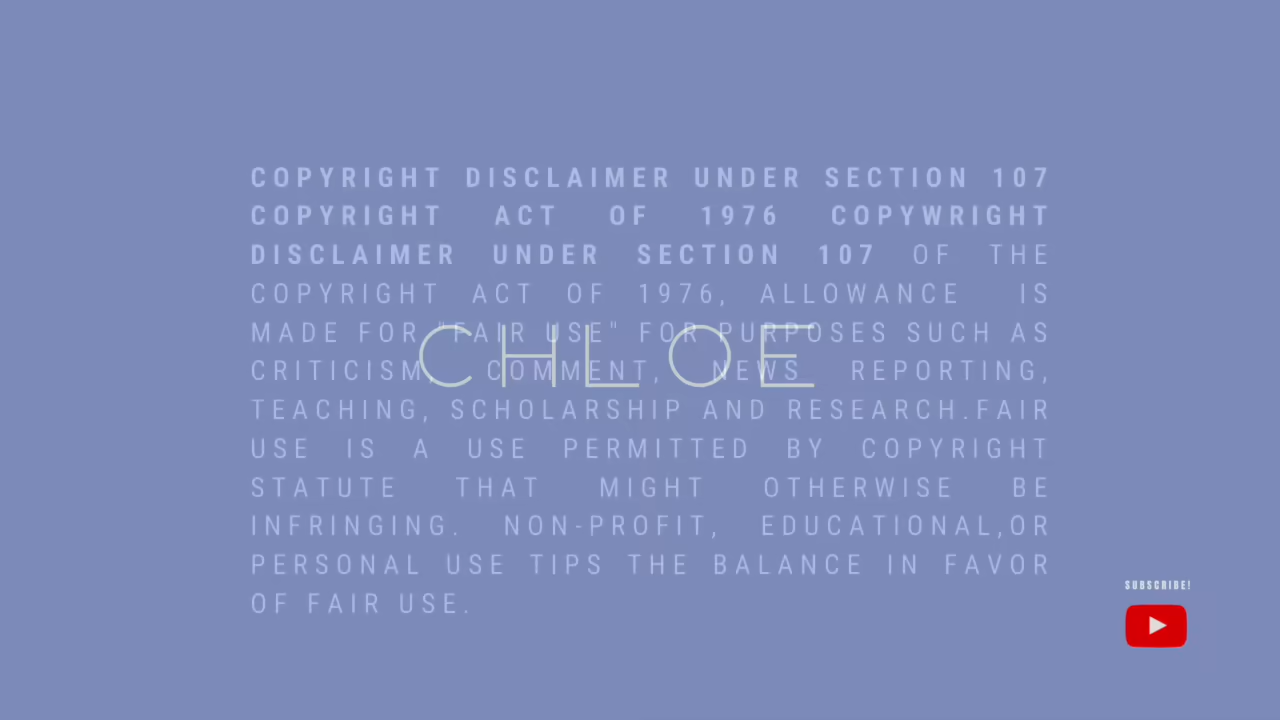 COPYRIGHT DISCLAIMER UNDER SECTION 107
COPYRIGHT ACT OF 1976 COPYWRIGHT
DISCLAIMER UNDER SECTION 107 OF THE
COPYRIGHT ACT OF 1976, ALLOWANCE IS
MADE FOR "FAIR USE" FOR PURPOSES SUCH AS
CHLOE
CRITICISM, COMMENT, NEWS REPORTING,
TEACHING, SCHOLARSHIP AND RESEARCH.FAIR
USE IS A USE PERMITTED BY COPYRIGHT
STATUTE THAT MIGHT OTHERWISE BE
INFRINGING. NON-PROFIT, EDUCATIONAL,OR
PERSONAL USE TIPS THE BALANCE IN FAVOR
OF FAIR USE.
SUBSCRIBE!